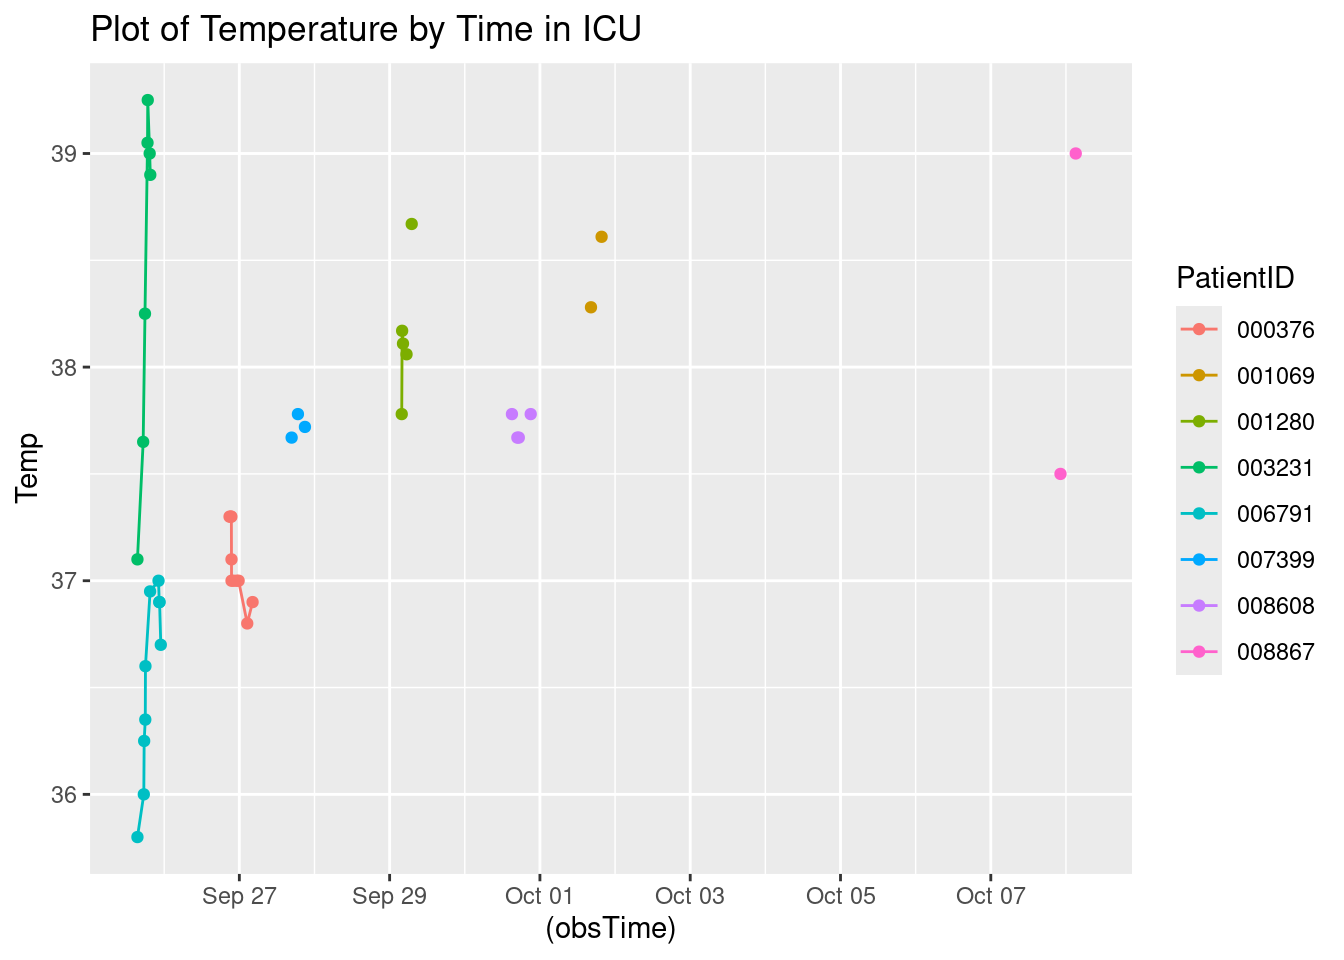 Plot of Temperature by Time in ICU
39
38
37
36
Temp
Sep 27
Sep 29
Oct 01
Oct 03
Oct 05
Oct 07
(obsTime)
PatientID
000376
001069
001280
003231
006791
007399
008608
008867